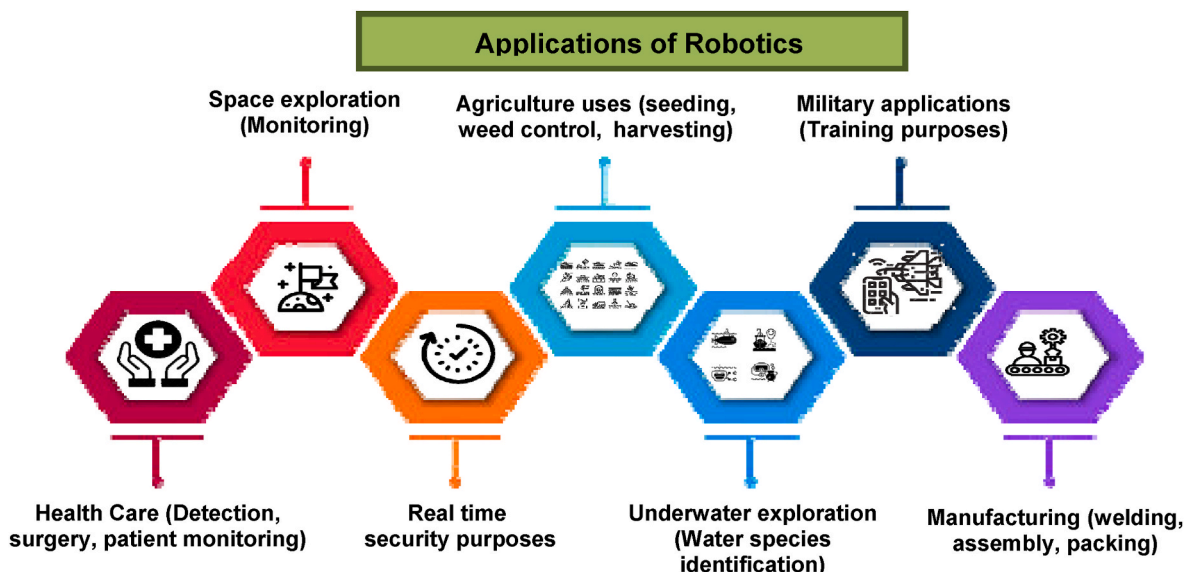 Applications of Robotics
Space exploration
(Monitoring)
Agriculture uses (seeding,
weed control, harvesting)
Military applications
(Training purposes)
Health Care (Detection,
surgery, patient monitoring)
Real time
security purposes
Underwater exploration
(Water species
identification)
Manufacturing (welding,
assembly, packing)